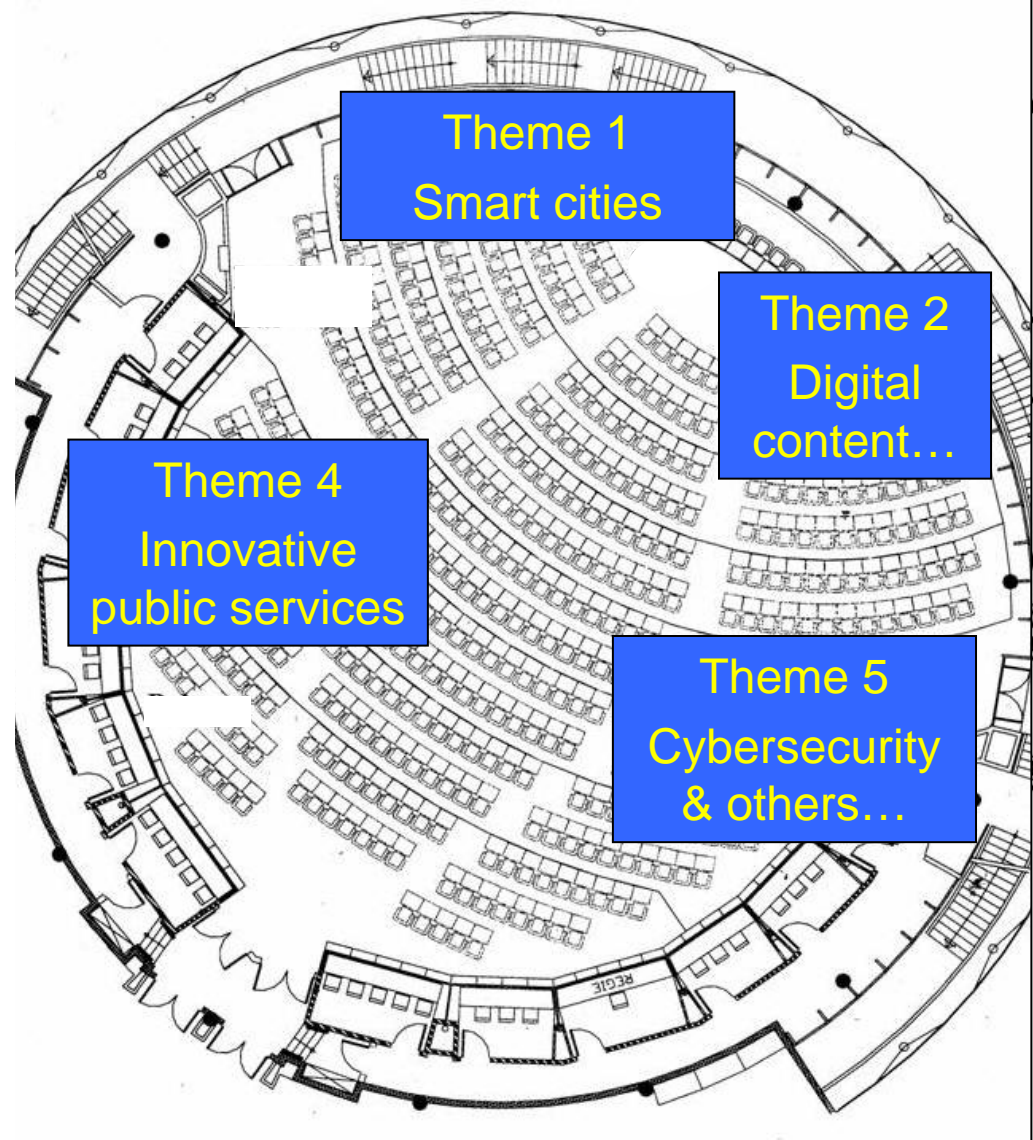 Theme 1
Smart cities
Theme 2
Digital
content…
Theme 4
Innovative
public services
Theme 5
Cybersecurity
& others…
REGIE